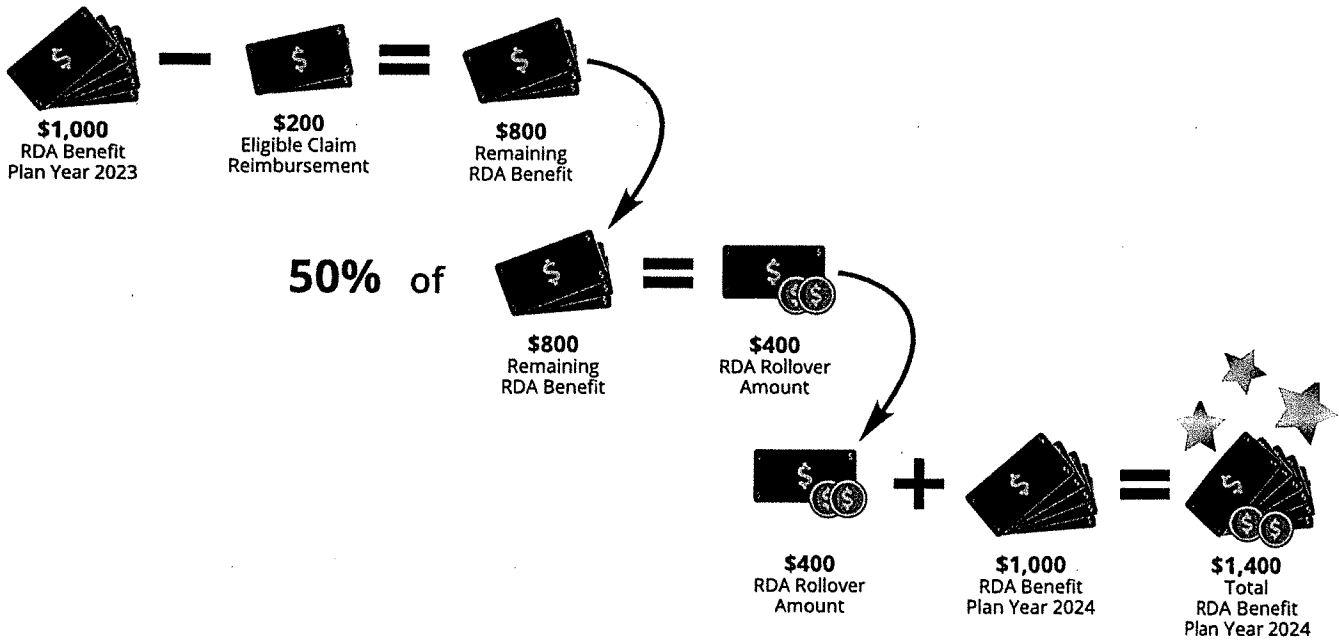 $1,000
RDA Benefit
Plan Year 2023
$200
Eligible Claim
Reimbursement
$800
Remaining
RDA Benefit
50% of
$800
Remaining
RDA Benefit
$400
RDA Rollover
Amount
$400
RDA Rollover
Amount
$1,000
RDA Benefit
Plan Year 2024
$1,400
Total
RDA Benefit
Plan Year 2024